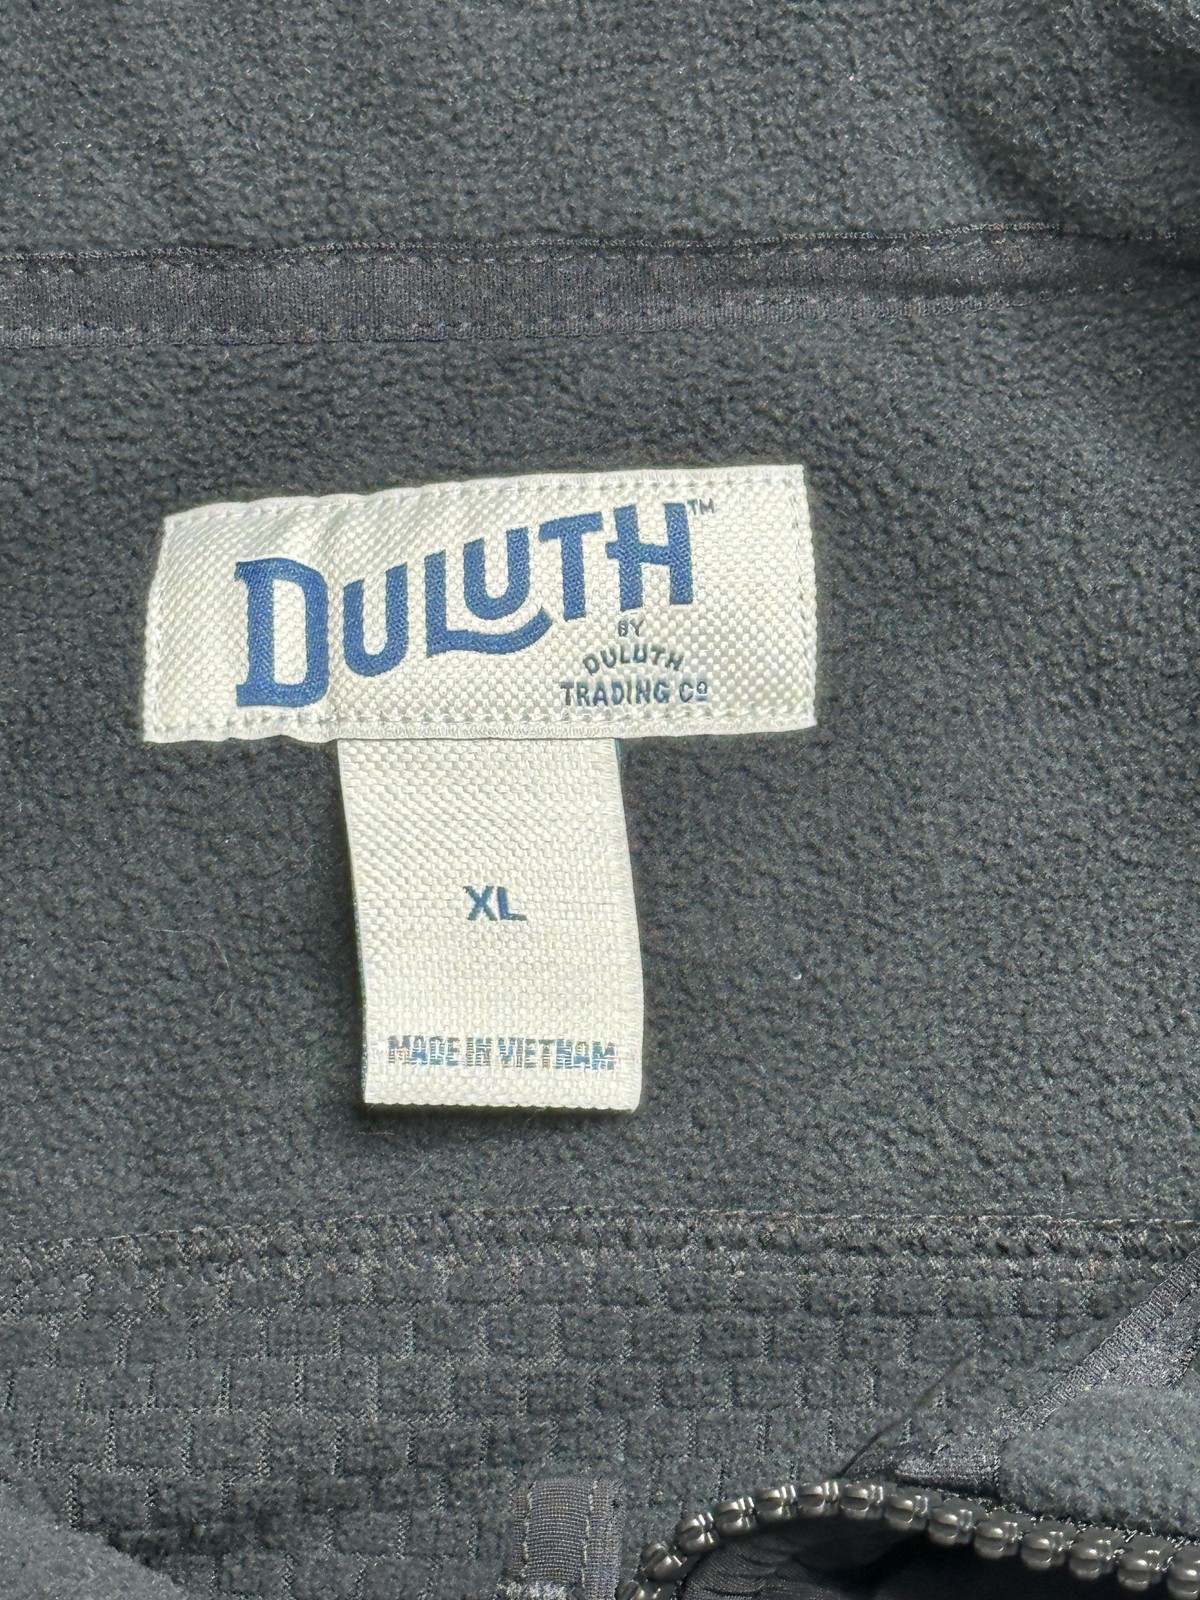 DULUTH™
BY
DULUTH
TRADING Cº
XL
MADE IN VIETNAM